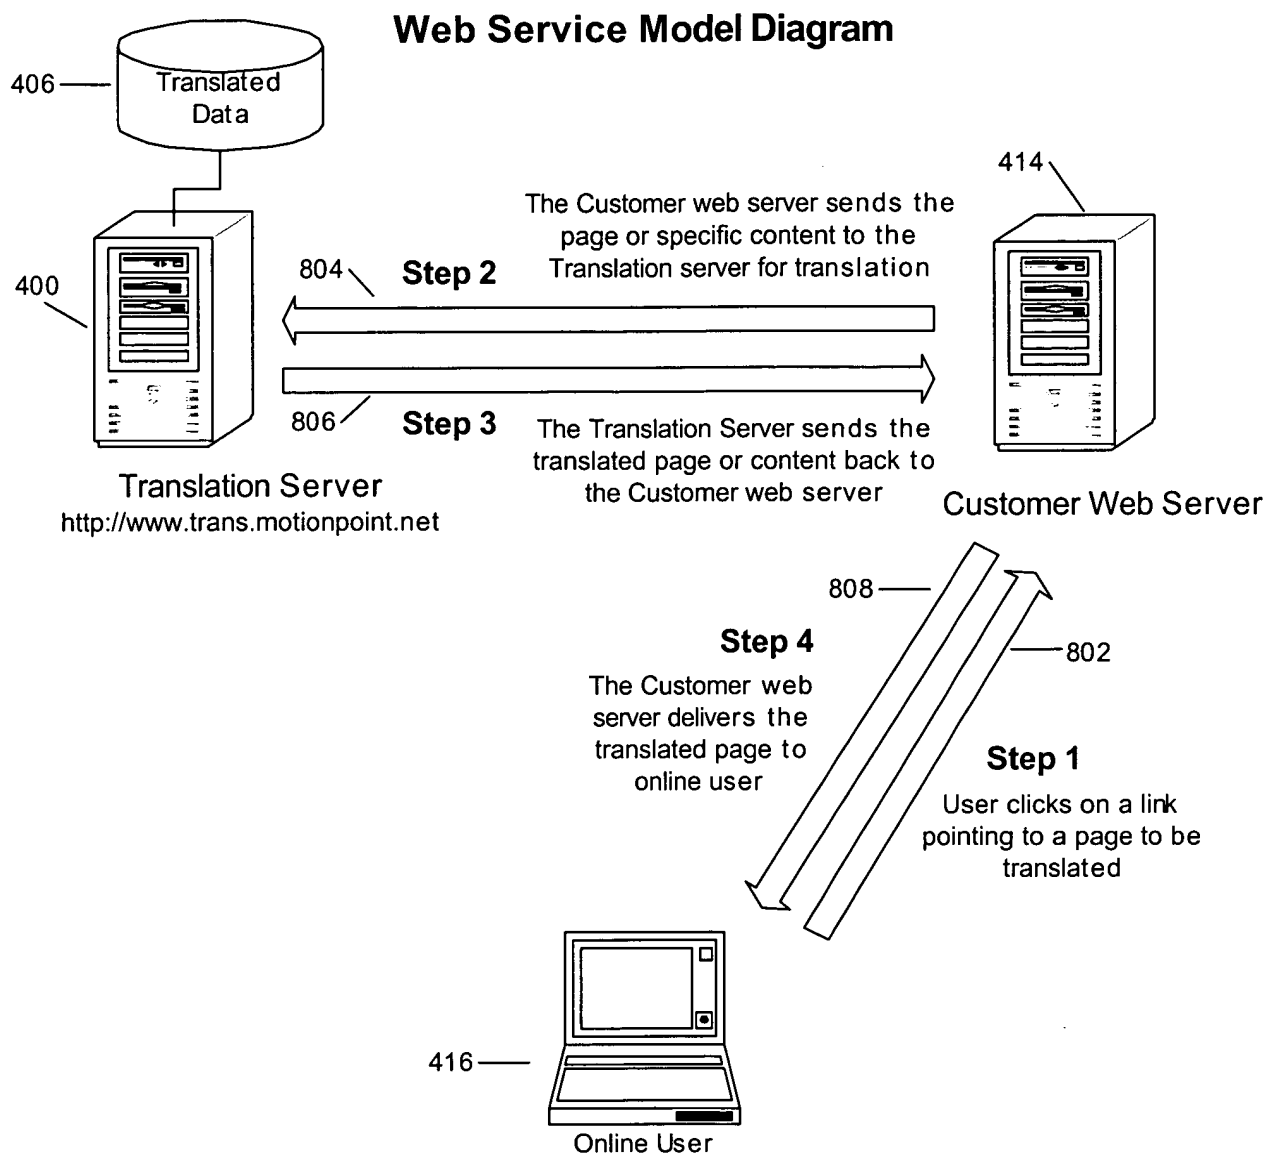 Web Service Model Diagram
406
Translated
Data
414
The Customer web server sends the
page or specific content to the
Translation server for translation
804
Step 2
400
806
Step 3
The Translation Server sends the
translated page or content back to
the Customer web server
Translation Server
http://www.trans.motionpoint.net
Customer Web Server
808
802
Step 4
The Customer web
server delivers the
translated page to
online user
Step 1
User clicks on a link
pointing to a page to be
translated
416
Online User